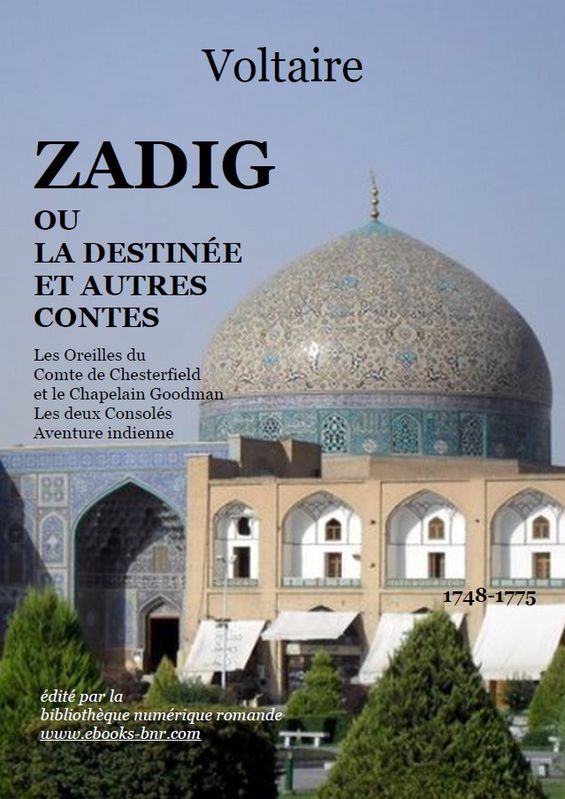 Voltaire
ZADIG
OU
LA DESTINÉE
ET AUTRES
CONTES
Les Oreilles du
Comte de Chesterfield
et le Chapelain Goodman
Les deux Consolés
Aventure indienne
1748-1775
édité par la
bibliothèque numérique romande
www.ebooks-bnr.com